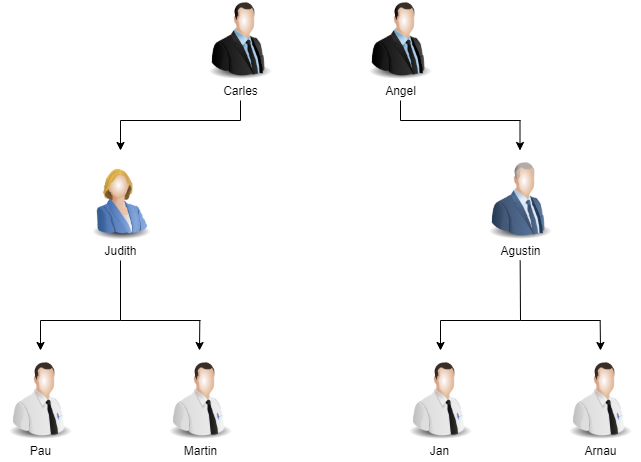 Carles
Angel
Judith
Agustin
Pau
Martin
Jan
Arnau